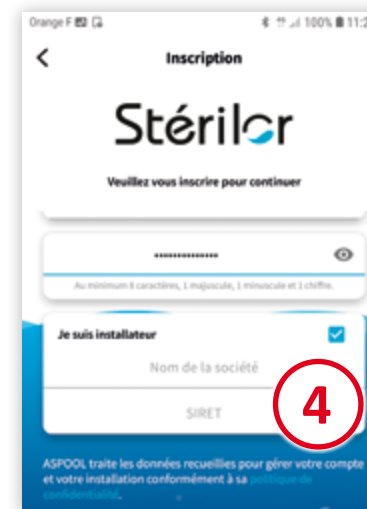 Orange F 100% 11:2
Inscription
Stérilor
Veuillez vous inscrire pour continuer
••••••••••••••
Au minimum 8 caractères, 1 majuscule, 1 minuscule et 1 chiffre.
Je suis installateur
Nom de la société
SIRET
4
ASPOOL traite les données recueillies pour gérer votre compte
et votre installation conformément à sa politique de
confidentialité.